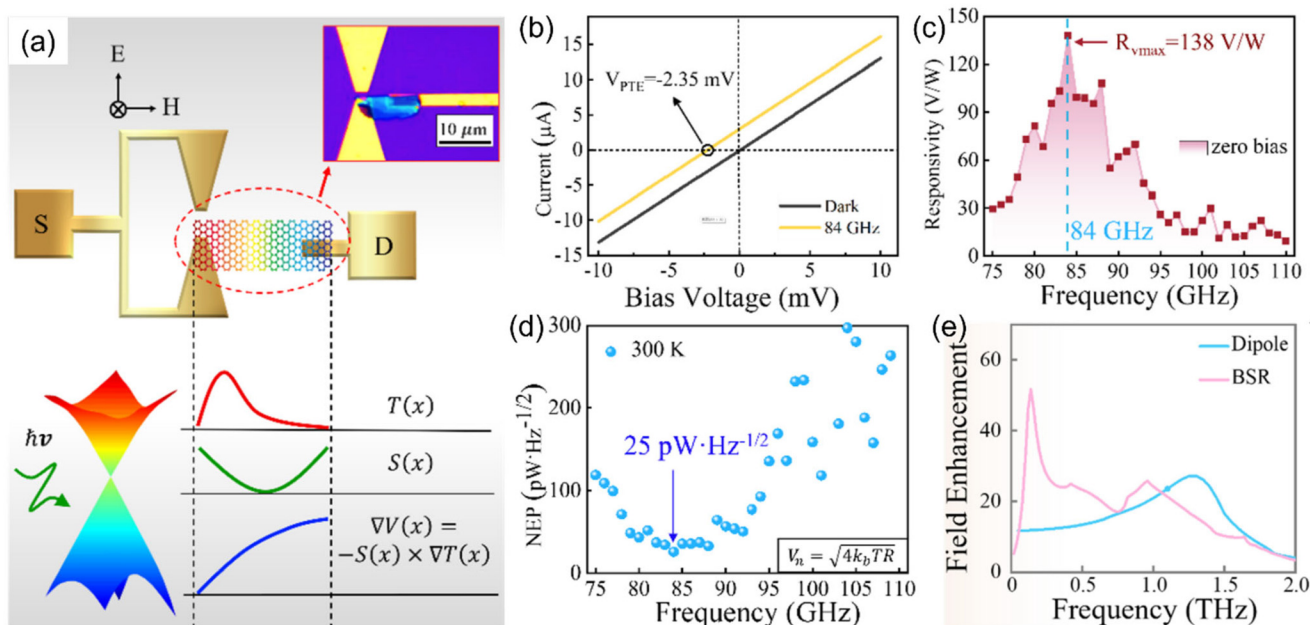 (a)
E
H
10 μm
S
D
ħν
T(x)
S(x)
∇V(x) =
−S(x) × ∇T(x)
(b)
15
10
5
0
-5
-10
-15
Current (μA)
V_PTE=-2.35 mV
Dark
84 GHz
-10
-5
0
5
10
Bias Voltage (mV)
(c)
150
120
90
60
30
0
Responsivity (V/W)
R_vmax=138 V/W
zero bias
84 GHz
75 80 85 90 95 100 105 110
Frequency (GHz)
(d)
300
200
100
0
NEP (pW·Hz^-1/2)
300 K
25 pW·Hz^-1/2
V_n = √4k_bTR
75 80 85 90 95 100 105 110
Frequency (GHz)
(e)
60
40
20
0
Field Enhancement
Dipole
BSR
0
0.5
1.0
1.5
2.0
Frequency (THz)